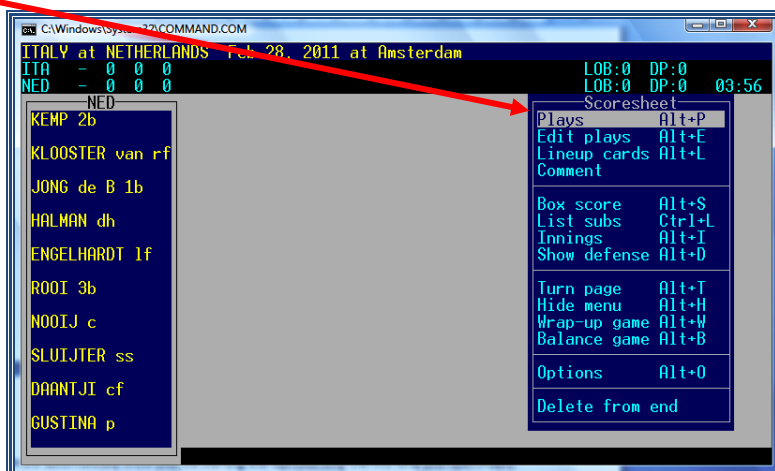 C:\Windows\System32\COMMAND.COM
ITALY at NETHERLANDS Feb 28, 2011 at Amsterdam
ITA - 0 0 0 LOB:0 DP:0
NED - 0 0 0 LOB:0 DP:0 03:56
NED
KEMP 2b
KLOOSTER van rf
JONG de B 1b
HALMAN dh
ENGELHARDT lf
ROOI 3b
NOOIJ c
SLUIJTER ss
DAANTJI cf
GUSTINA p
Scoresheet
Plays Alt+P
Edit plays Alt+E
Lineup cards Alt+L
Comment
Box score Alt+S
List subs Ctrl+L
Innings Alt+I
Show defense Alt+D
Turn page Alt+T
Hide menu Alt+H
Wrap-up game Alt+W
Balance game Alt+B
Options Alt+O
Delete from end